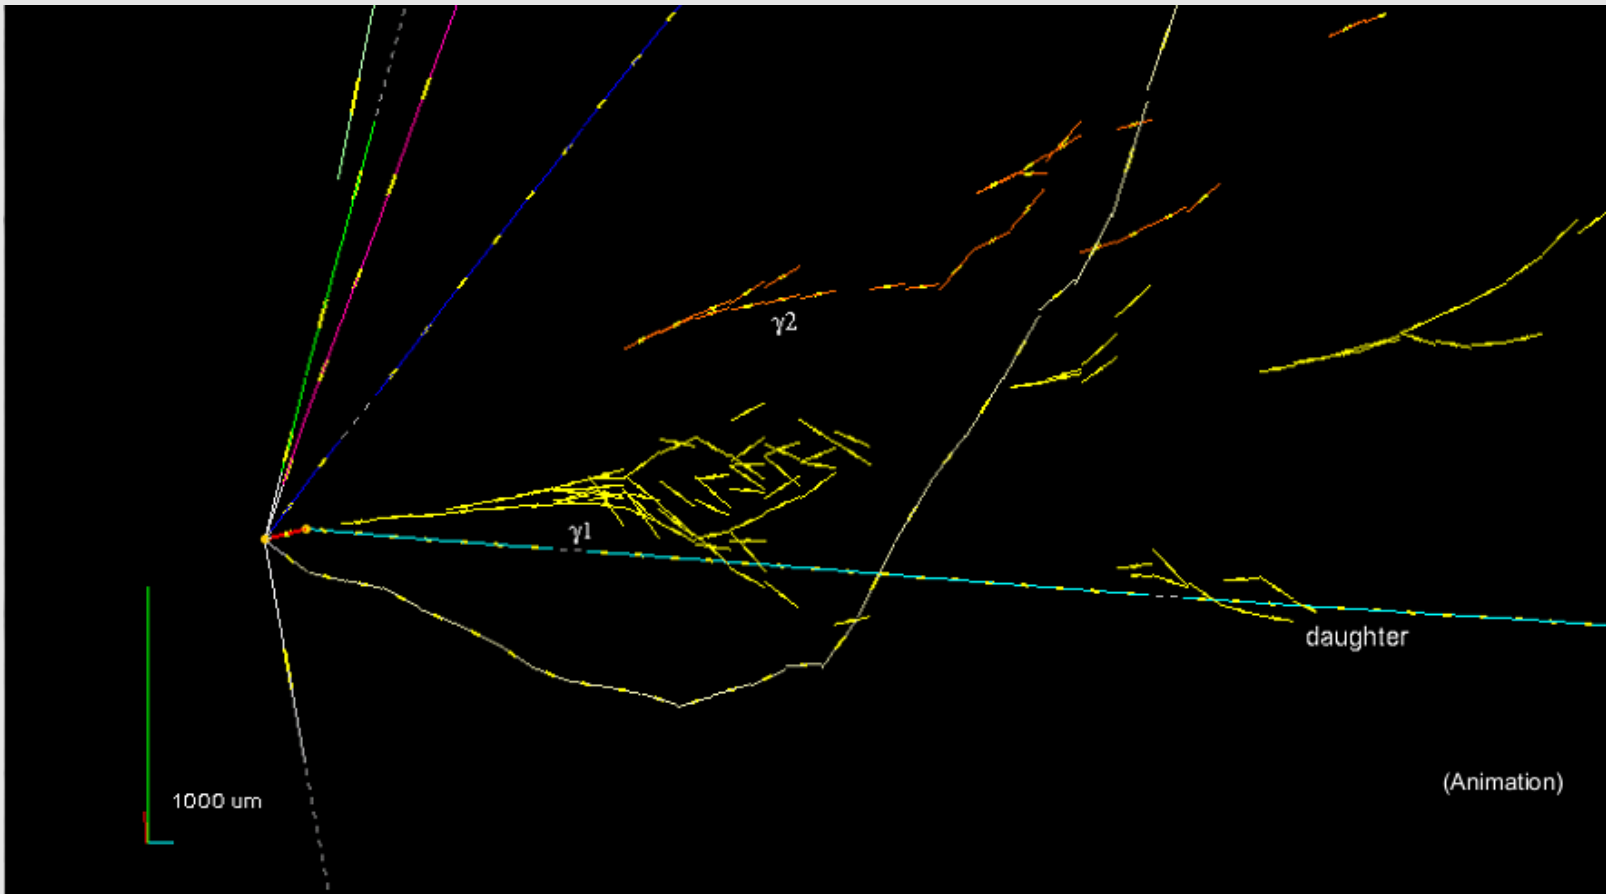 γ2
γ1
daughter
(Animation)
1000 um